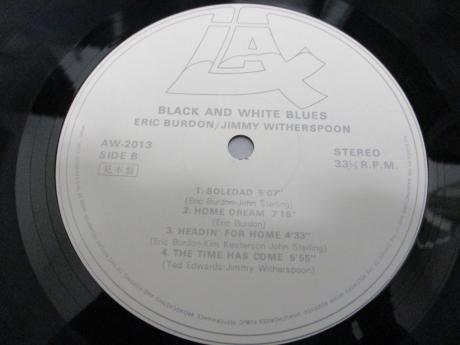 LAX
BLACK AND WHITE BLUES
ERIC BURDON/JIMMY WITHERSPOON
AW-2013
SIDE B
見本盤
STEREO
33⅓ R.P.M.
1. SOLEDAD 5'07"
(Eric Burdon-John Sterling)
2. HOME DREAM 7'18"
(Eric Burdon)
3. HEADIN' FOR HOME 4'33"
(Eric Burdon-Kim Kesterson-John Sterling)
4. THE TIME HAS COME 5'55"
(Ted Edwards-Jimmy Witherspoon)